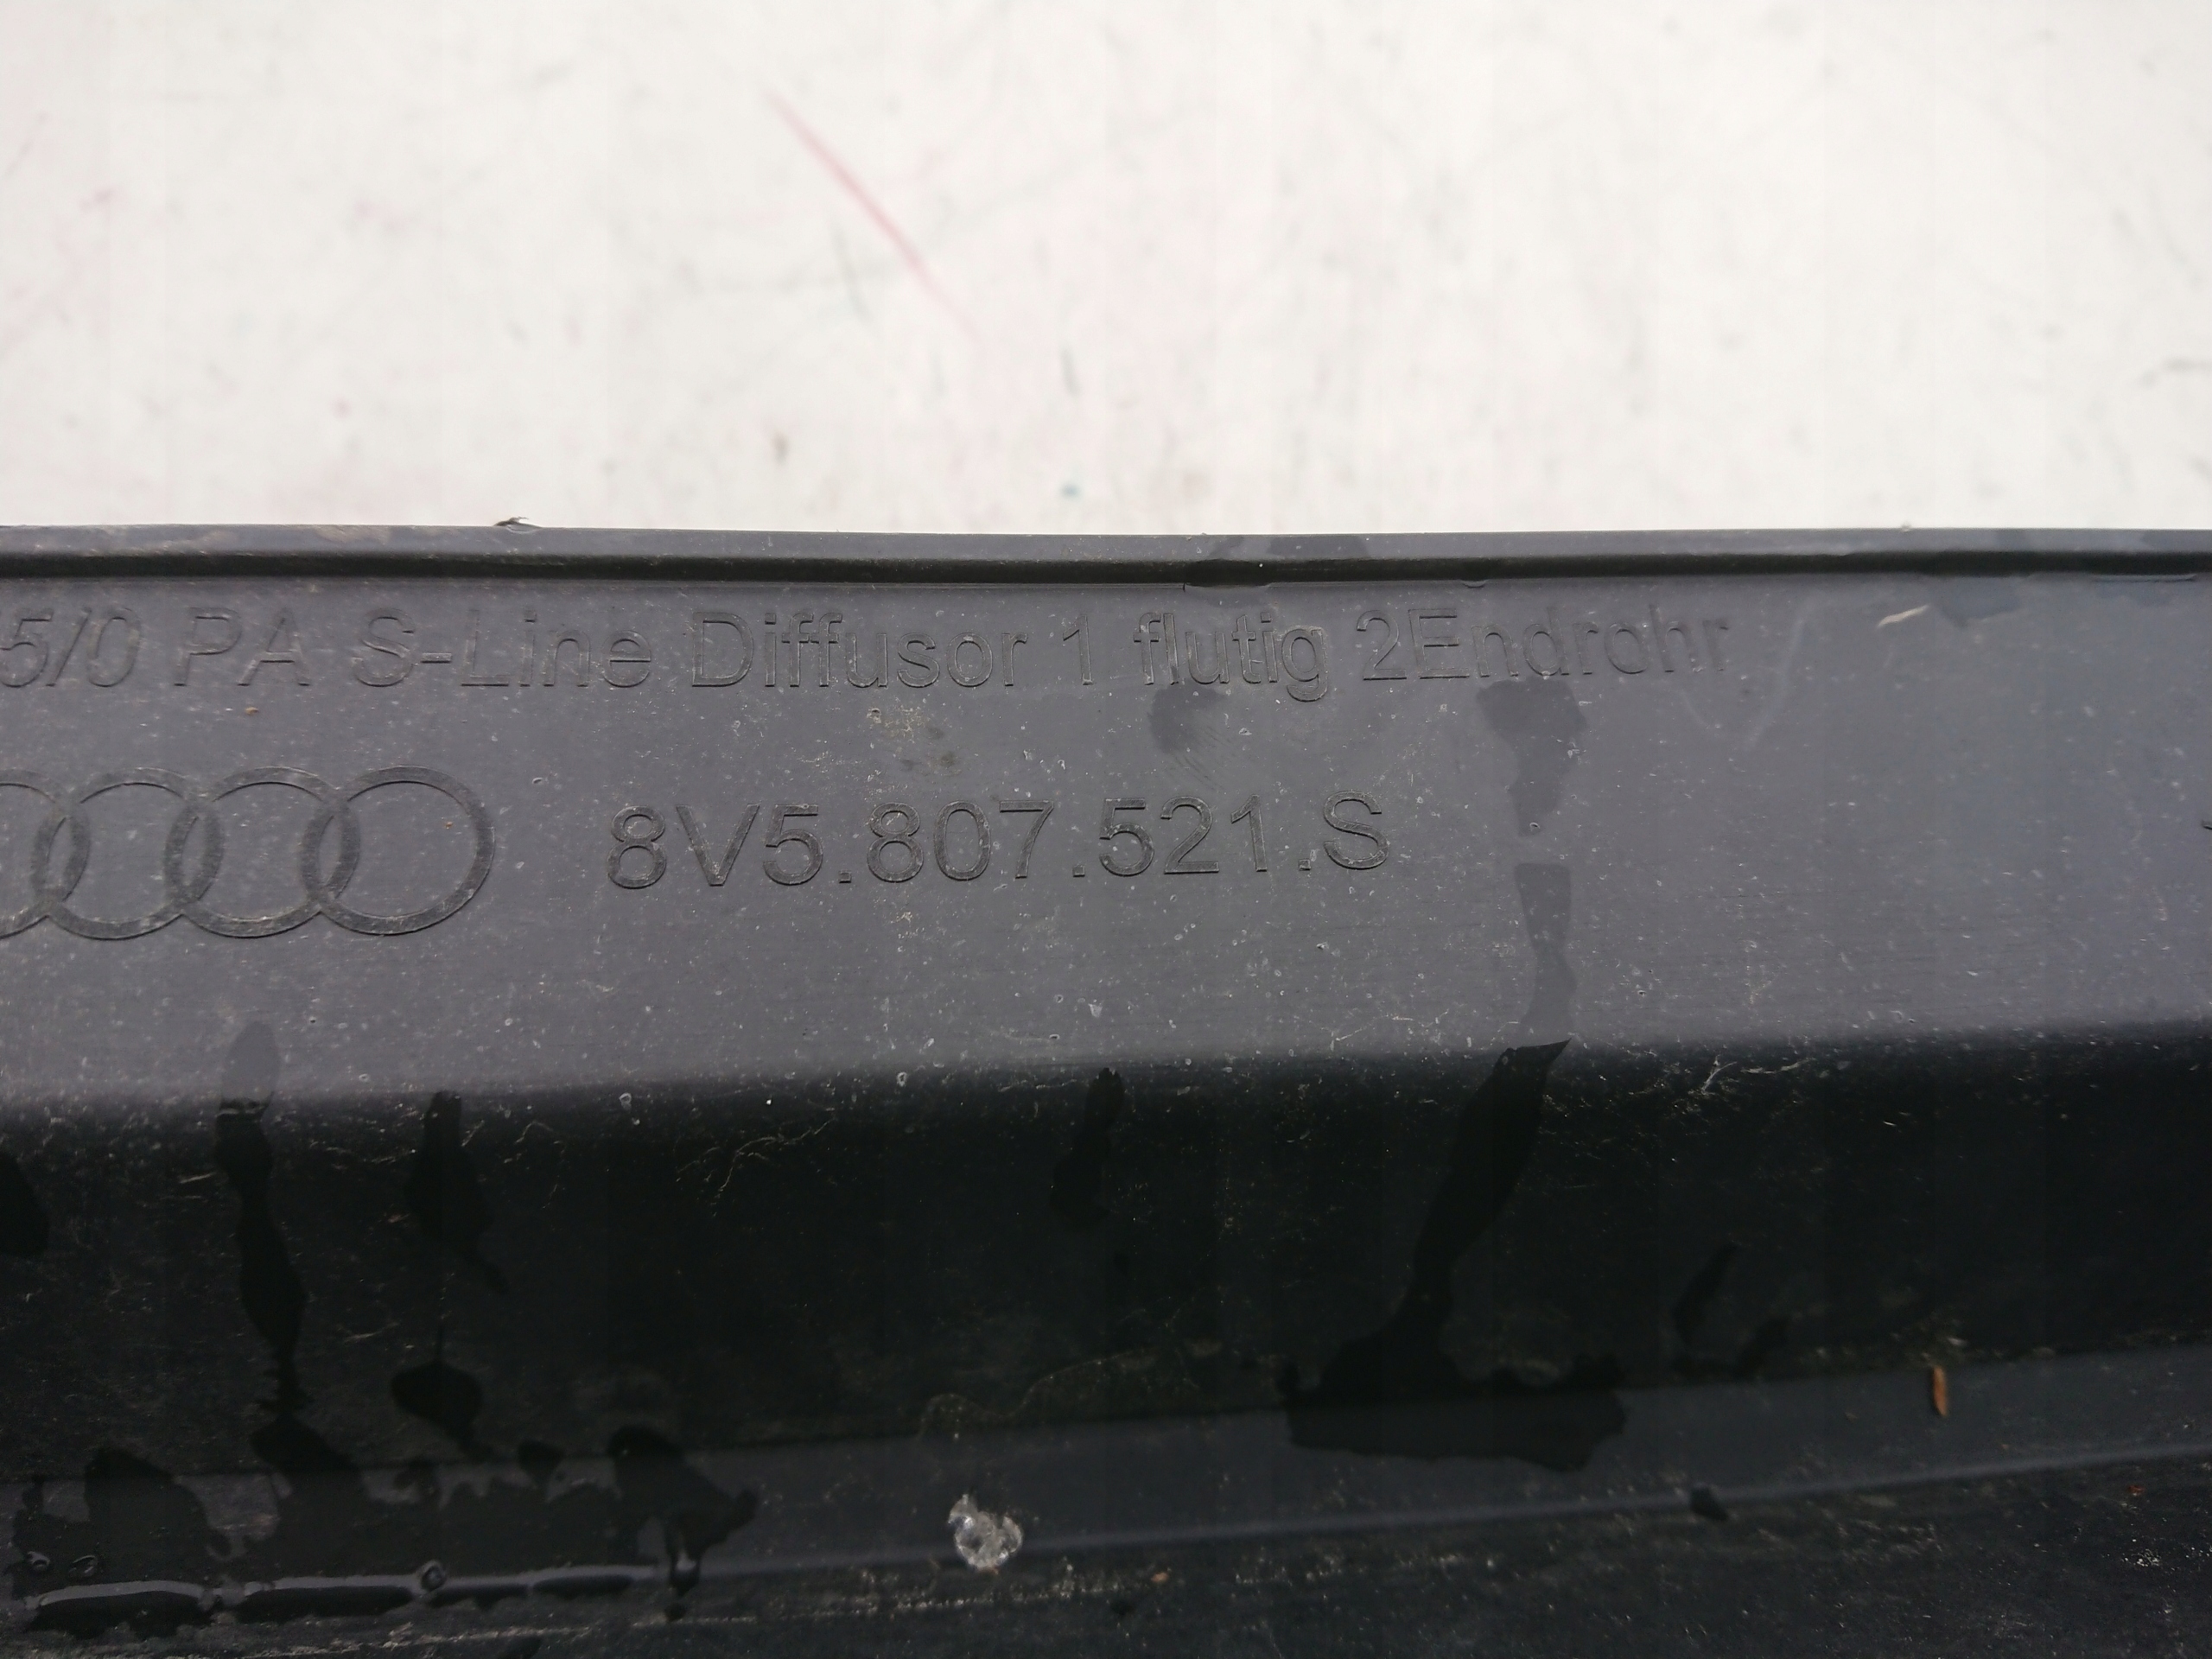 5/0 PA S-Line Diffusor 1 flutig 2Endrohr
8V5.807.521.S